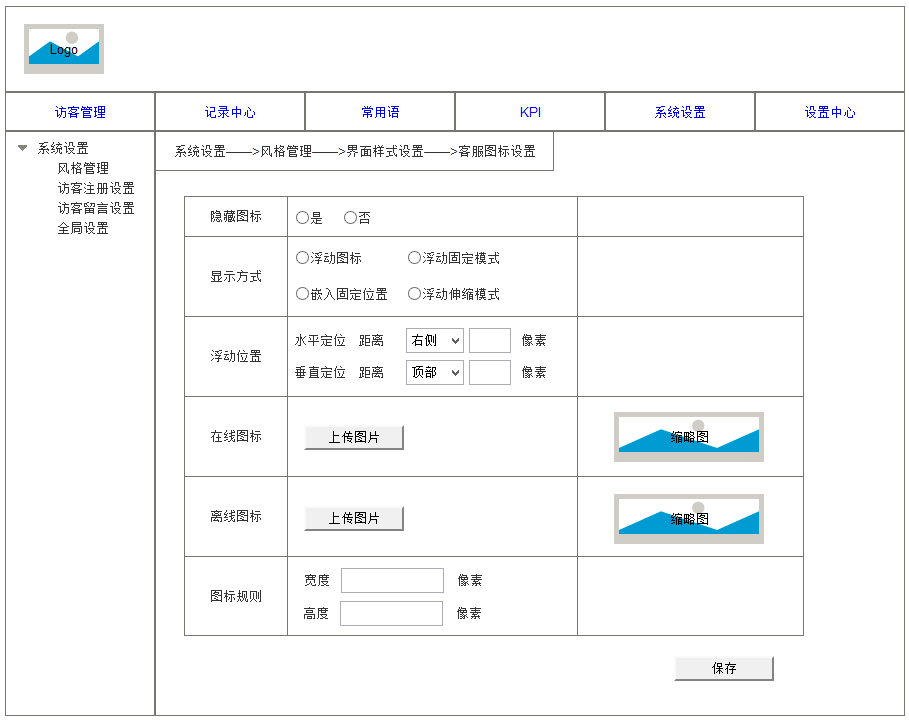 Logo
访客管理 记录中心 常用语 KPI 系统设置 设置中心
系统设置
风格管理
访客注册设置
访客留言设置
全局设置
系统设置——>风格管理——>界面样式设置——>客服图标设置
隐藏图标 是 否
显示方式
浮动图标 浮动固定模式
嵌入固定位置 浮动伸缩模式
浮动位置
水平定位 距离 右侧 像素
垂直定位 距离 顶部 像素
在线图标 上传图片 缩略图
离线图标 上传图片 缩略图
图标规则
宽度 像素
高度 像素
保存